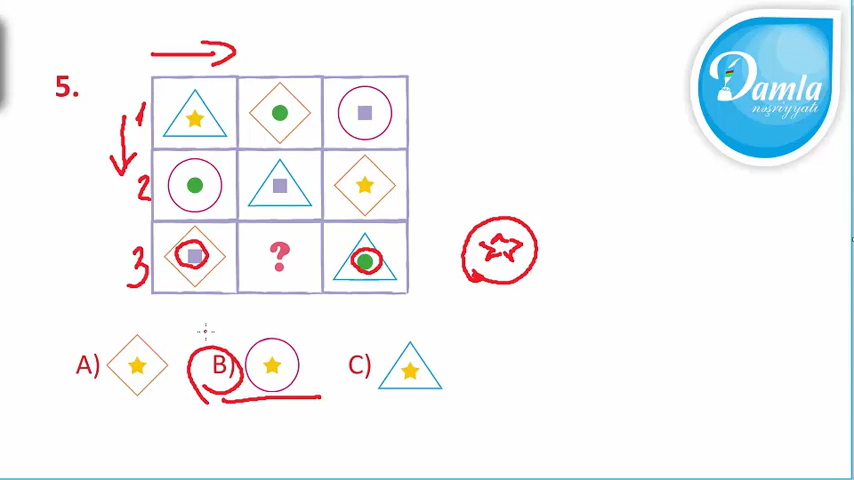 5.
1
2
3
?
A)
B)
C)
Damla
nəşriyyatı